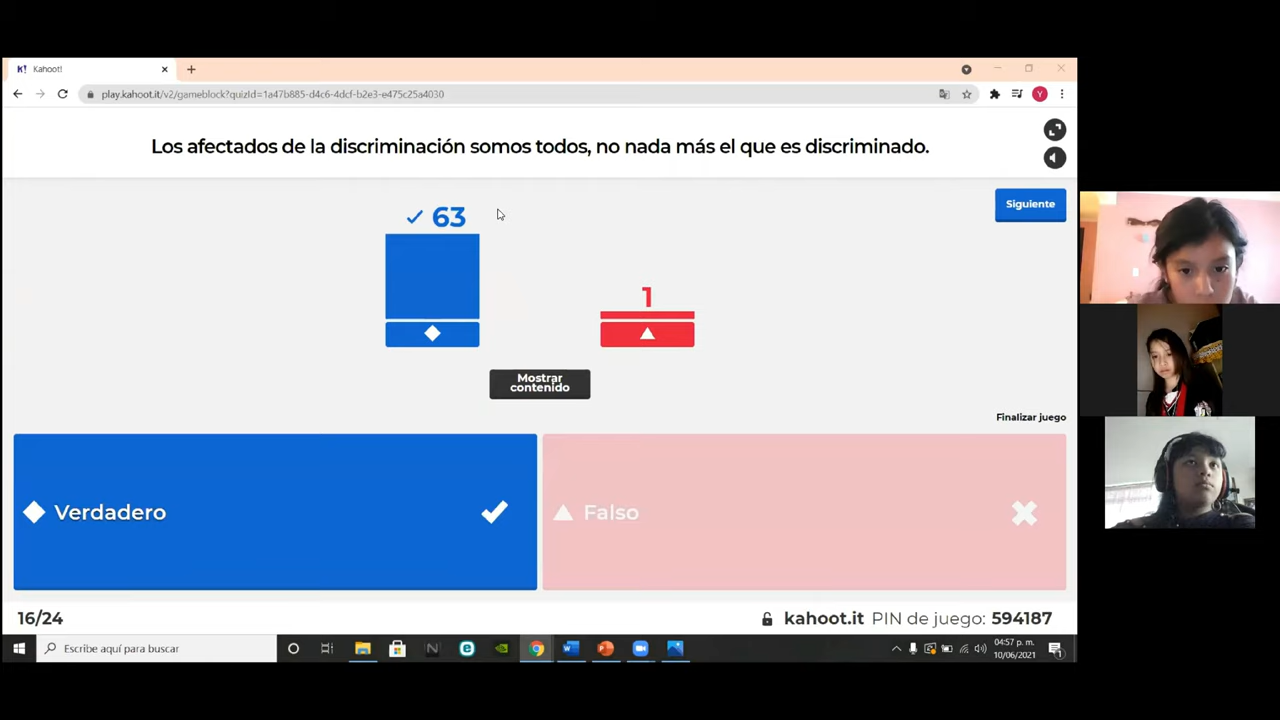 K! Kahoot!
play.kahoot.it/v2/gameblock?quizId=1a47b885-d4c6-4dcf-b2e3-e475c25a4030
Y
Los afectados de la discriminación somos todos, no nada más el que es discriminado.
Siguiente
63
1
Mostrar
contenido
Finalizar juego
Verdadero
Falso
16/24
kahoot.it PIN de juego: 594187
Escribe aquí para buscar
04:57 p. m.
10/06/2021